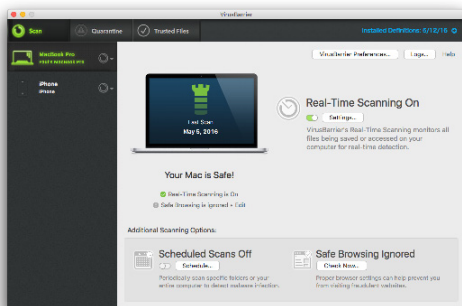 VirusBarrier
Scan
Quarantine
Trusted Files
Installed Definitions: 5/12/16
MacBook Pro
iPhone
iPhone
VirusBarrier Preferences...
Logs...
Help
Last Scan
May 5, 2016
Real-Time Scanning On
Settings...
VirusBarrier's Real-Time Scanning monitors all
files being saved or accessed on your
computer for real-time detection.
Your Mac is Safe!
Real-Time Scanning is On
Safe Browsing is Ignored • Edit
Additional Scanning Options:
Scheduled Scans Off
Schedule...
Periodically scan specific folders or your
entire computer to detect malware infection.
Safe Browsing Ignored
Check Now...
Proper browser settings can help prevent you
from visiting fraudulent websites.